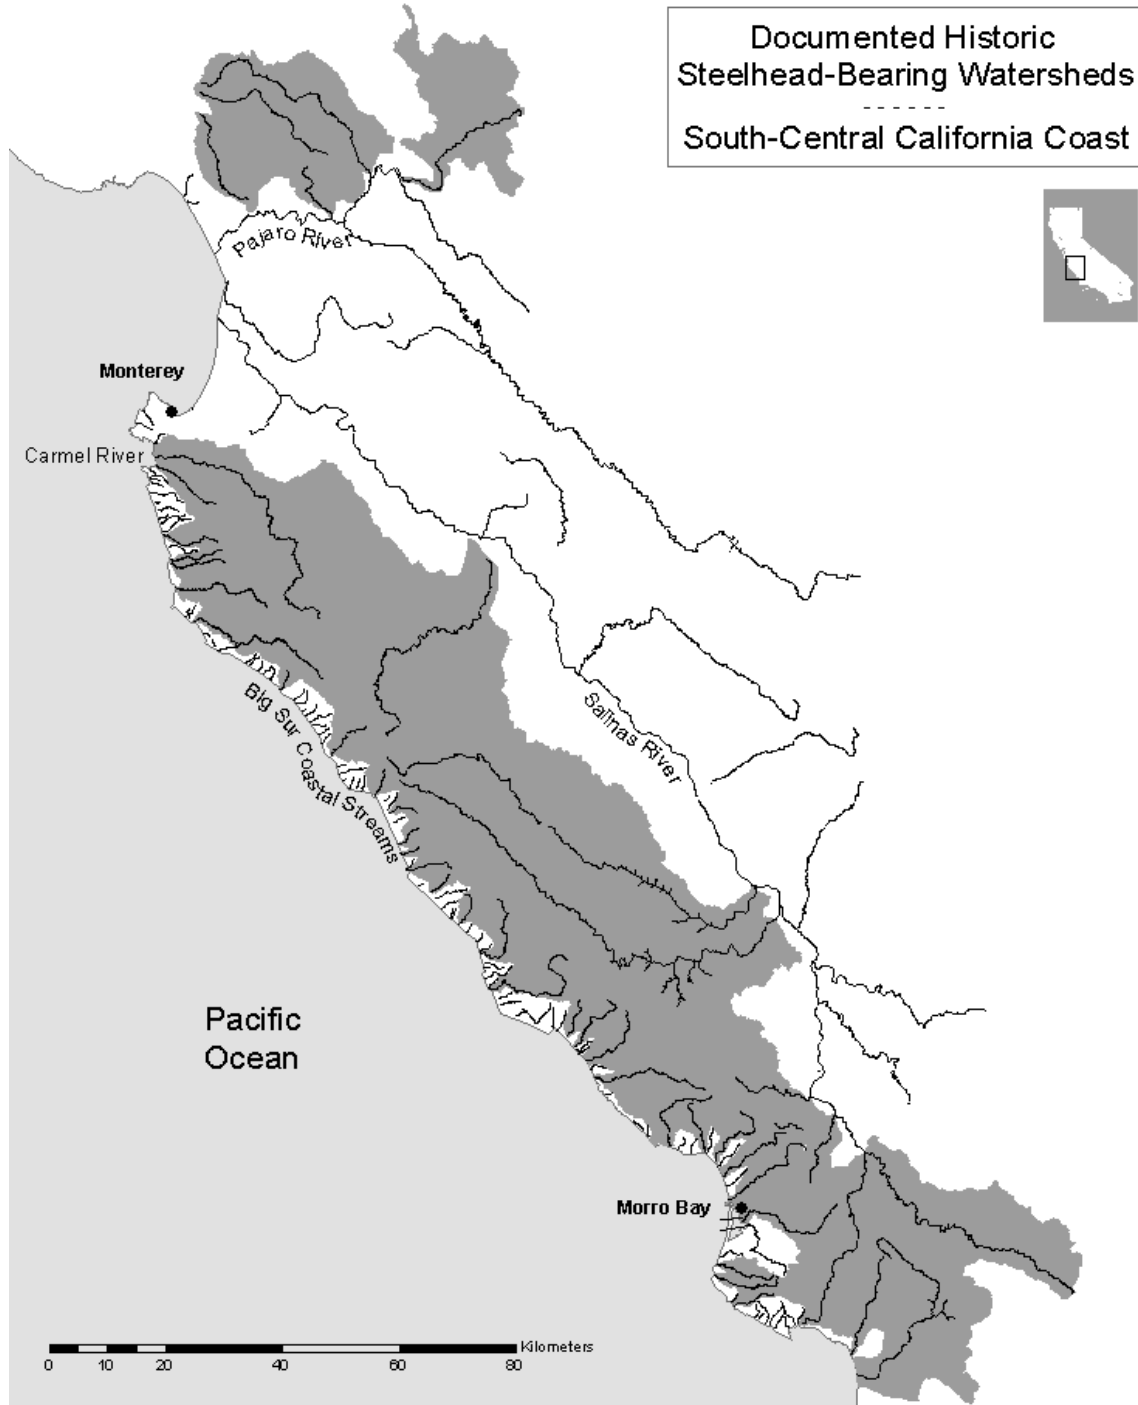 Documented Historic
Steelhead-Bearing Watersheds
- - - - - -
South-Central California Coast
Pajaro River
Monterey
Carmel River
Salinas River
Big Sur Coastal Streams
Pacific
Ocean
Morro Bay
Kilometers
0 10 20 40 60 80